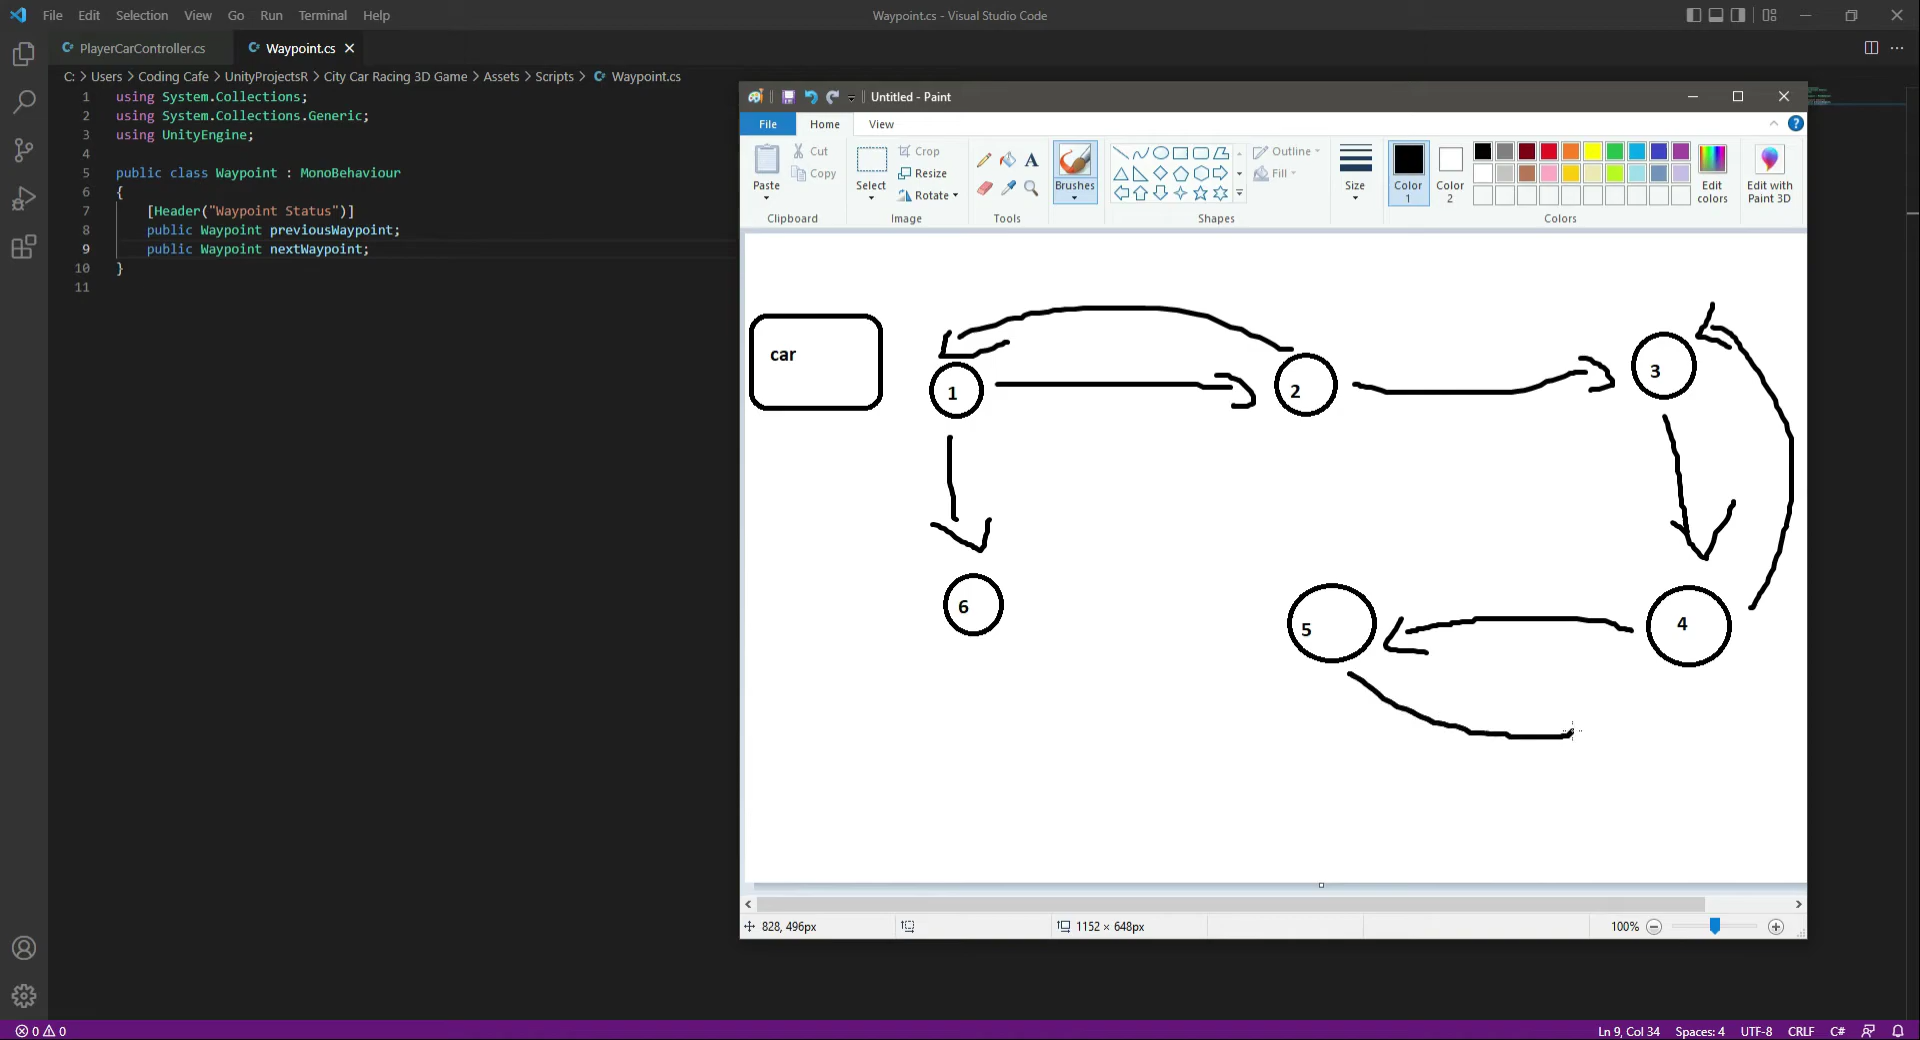 File Edit Selection View Go Run Terminal Help
Waypoint.cs - Visual Studio Code
PlayerCarController.cs
Waypoint.cs
C: > Users > Coding Cafe > UnityProjectsR > City Car Racing 3D Game > Assets > Scripts > Waypoint.cs
1 using System.Collections;
2 using System.Collections.Generic;
3 using UnityEngine;
4
5 public class Waypoint : MonoBehaviour
6 {
7 [Header("Waypoint Status")]
8 public Waypoint previousWaypoint;
9 public Waypoint nextWaypoint;
10 }
11
Untitled - Paint
File Home View
Paste
Cut
Copy
Clipboard
Select
Crop
Resize
Rotate
Image
A
Tools
Brushes
Outline
Fill
Shapes
Size
Color 1
Color 2
Edit colors
Edit with Paint 3D
Colors
car
1
2
3
6
5
4
828, 496px
1152 × 648px
100%
0 0
Ln 9, Col 34 Spaces: 4 UTF-8 CRLF C#